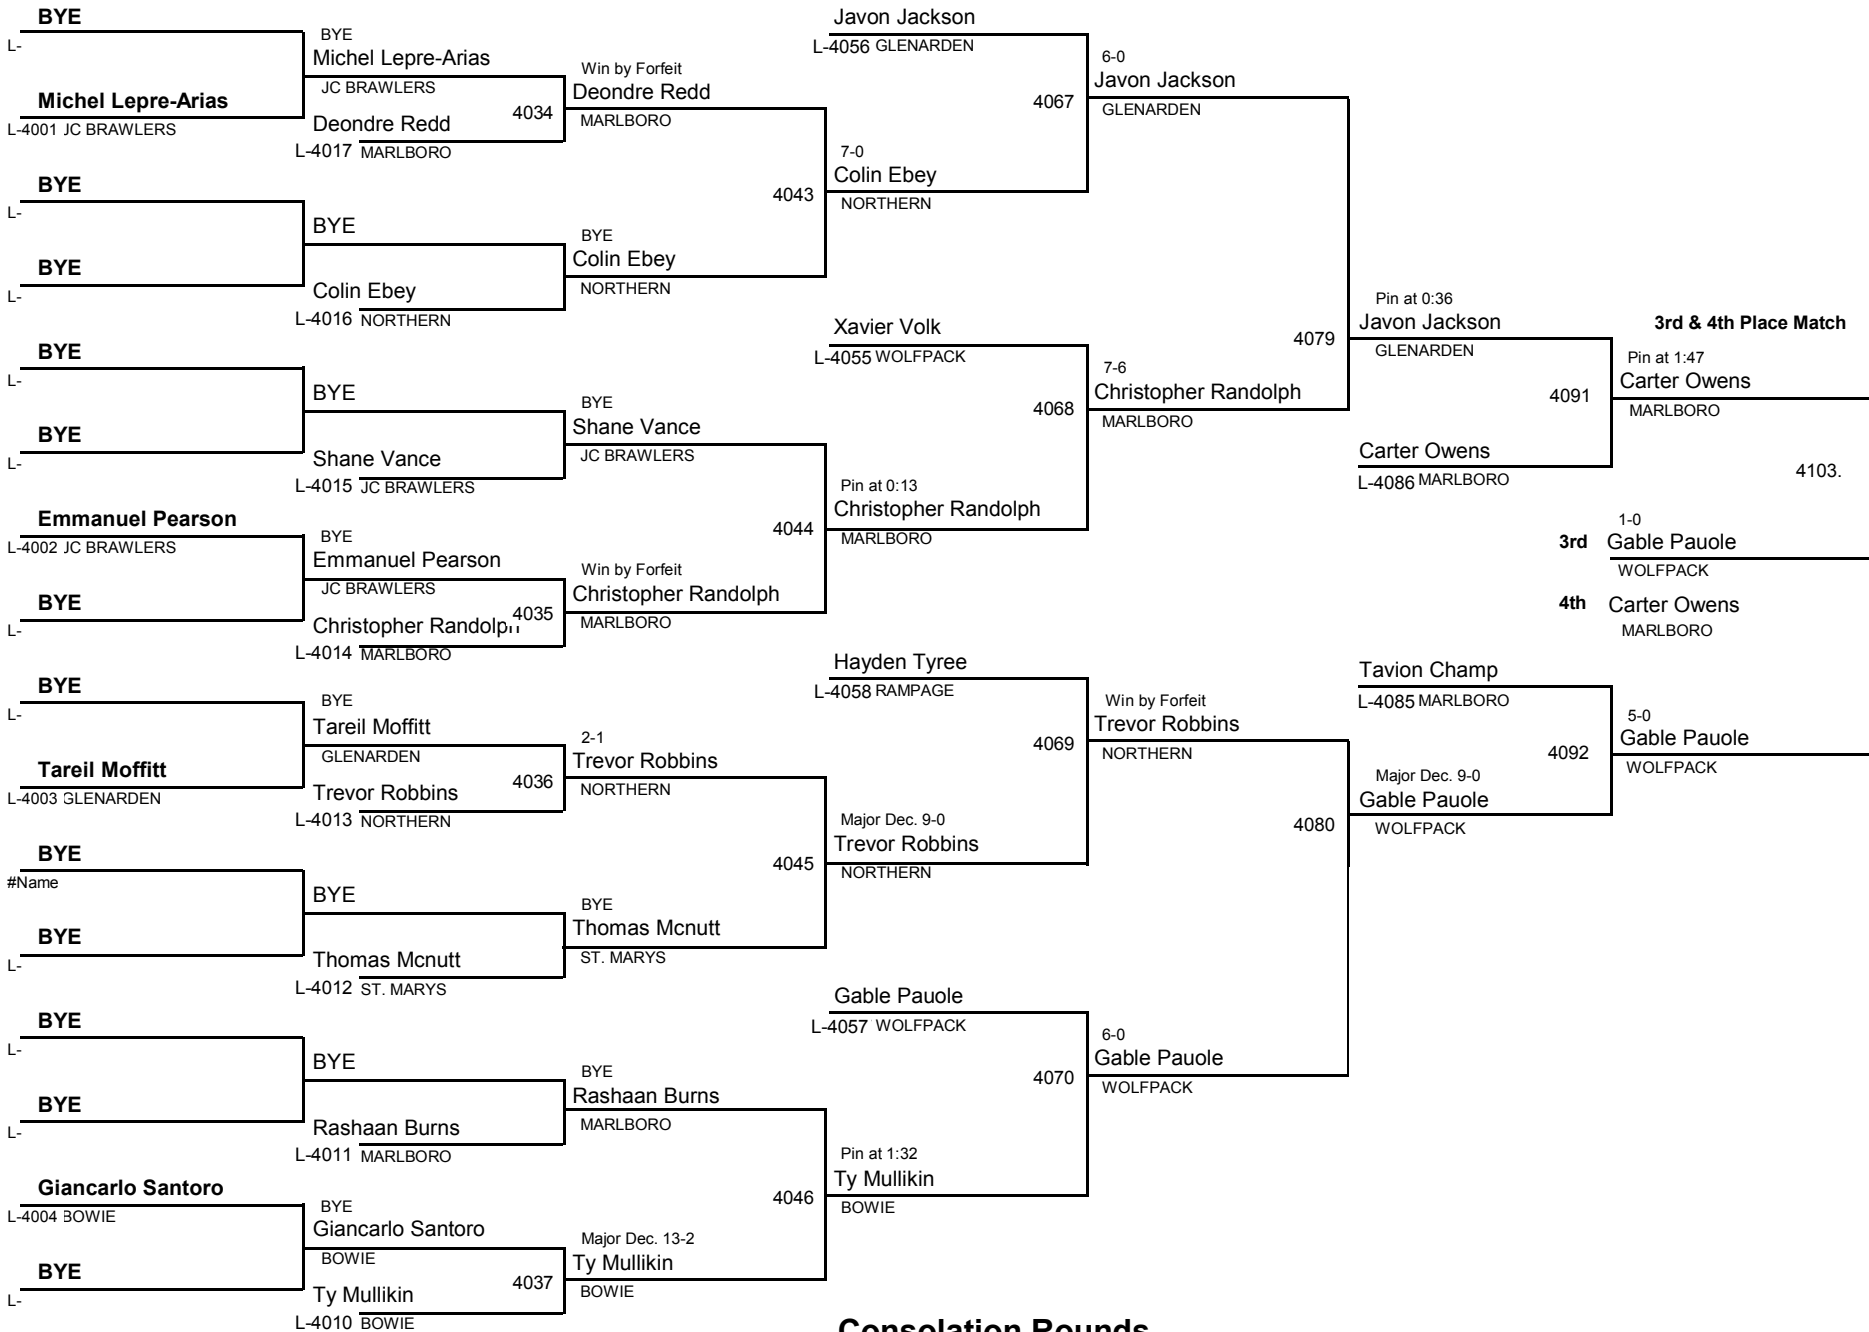 BYE
L-
Michel Lepre-Arias
L-4001 JC BRAWLERS
BYE
L-
BYE
L-
BYE
L-
BYE
L-
Emmanuel Pearson
L-4002 JC BRAWLERS
BYE
L-
BYE
L-
Tareil Moffitt
L-4003 GLENARDEN
BYE
#Name
BYE
L-
BYE
L-
BYE
L-
Giancarlo Santoro
L-4004 BOWIE
BYE
L-
BYE
Michel Lepre-Arias
JC BRAWLERS
4034
Deondre Redd
L-4017 MARLBORO
BYE
Colin Ebey
L-4016 NORTHERN
BYE
Shane Vance
L-4015 JC BRAWLERS
BYE
Emmanuel Pearson
JC BRAWLERS
4035
Christopher Randolph
L-4014 MARLBORO
BYE
Tareil Moffitt
GLENARDEN
4036
Trevor Robbins
L-4013 NORTHERN
BYE
Thomas Mcnutt
L-4012 ST. MARYS
BYE
Rashaan Burns
L-4011 MARLBORO
BYE
Giancarlo Santoro
BOWIE
4037
Ty Mullikin
L-4010 BOWIE
Win by Forfeit
Deondre Redd
MARLBORO
4043
BYE
Colin Ebey
NORTHERN
BYE
Shane Vance
JC BRAWLERS
4044
Win by Forfeit
Christopher Randolph
MARLBORO
2-1
Trevor Robbins
NORTHERN
4045
BYE
Thomas Mcnutt
ST. MARYS
BYE
Rashaan Burns
MARLBORO
4046
Major Dec. 13-2
Ty Mullikin
BOWIE
Javon Jackson
L-4056 GLENARDEN
4067
7-0
Colin Ebey
NORTHERN
Xavier Volk
L-4055 WOLFPACK
4068
Pin at 0:13
Christopher Randolph
MARLBORO
Hayden Tyree
L-4058 RAMPAGE
4069
Major Dec. 9-0
Trevor Robbins
NORTHERN
Gable Pauole
L-4057 WOLFPACK
4070
Pin at 1:32
Ty Mullikin
BOWIE
6-0
Javon Jackson
GLENARDEN
4079
7-6
Christopher Randolph
MARLBORO
Win by Forfeit
Trevor Robbins
NORTHERN
4080
6-0
Gable Pauole
WOLFPACK
Pin at 0:36
Javon Jackson
GLENARDEN
4091
Carter Owens
L-4086 MARLBORO
Tavion Champ
L-4085 MARLBORO
4092
Major Dec. 9-0
Gable Pauole
WOLFPACK
3rd & 4th Place Match
Pin at 1:47
Carter Owens
MARLBORO
4103.
1-0
3rd Gable Pauole
WOLFPACK
4th Carter Owens
MARLBORO
5-0
Gable Pauole
WOLFPACK
Consolation Rounds